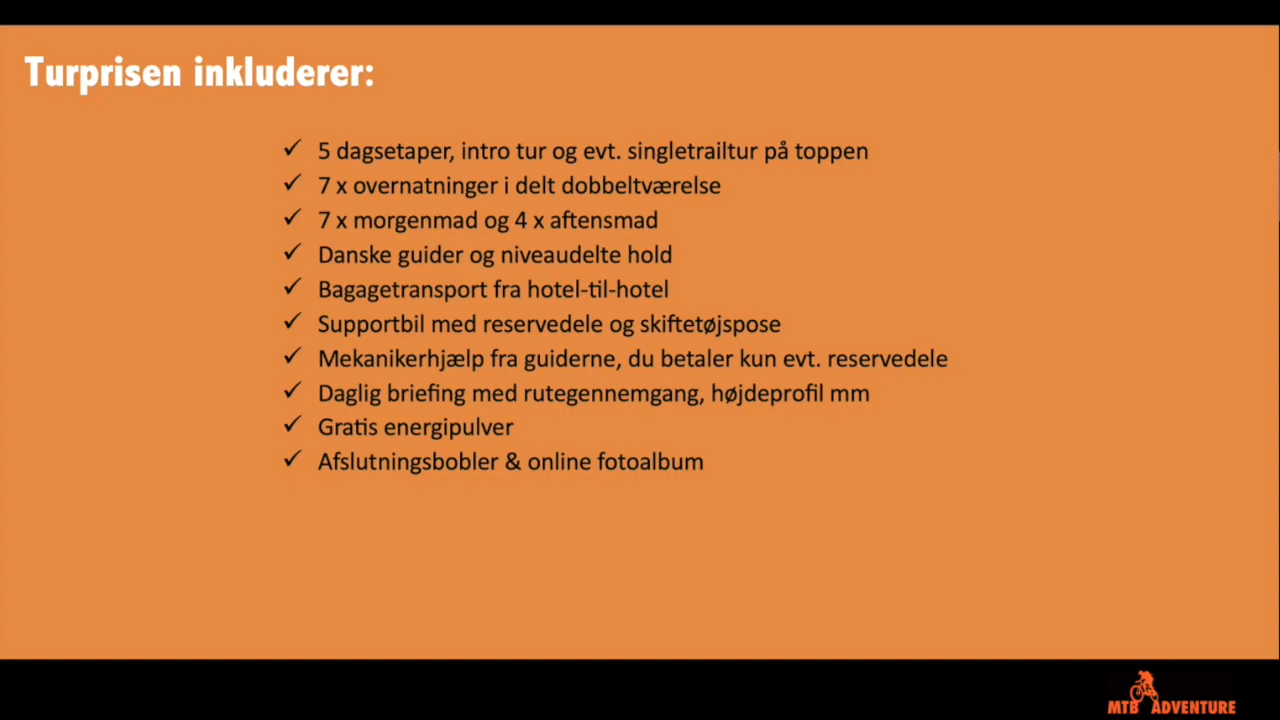 Turprisen inkluderer:
✓ 5 dagsetaper, intro tur og evt. singletrailtur på toppen
✓ 7 x overnatninger i delt dobbeltværelse
✓ 7 x morgenmad og 4 x aftensmad
✓ Danske guider og niveaudelte hold
✓ Bagagetransport fra hotel-til-hotel
✓ Supportbil med reservedele og skiftetøjspose
✓ Mekanikerhjælp fra guiderne, du betaler kun evt. reservedele
✓ Daglig briefing med rutegennemgang, højdeprofil mm
✓ Gratis energipulver
✓ Afslutningsbobler & online fotoalbum
MTB ADVENTURE